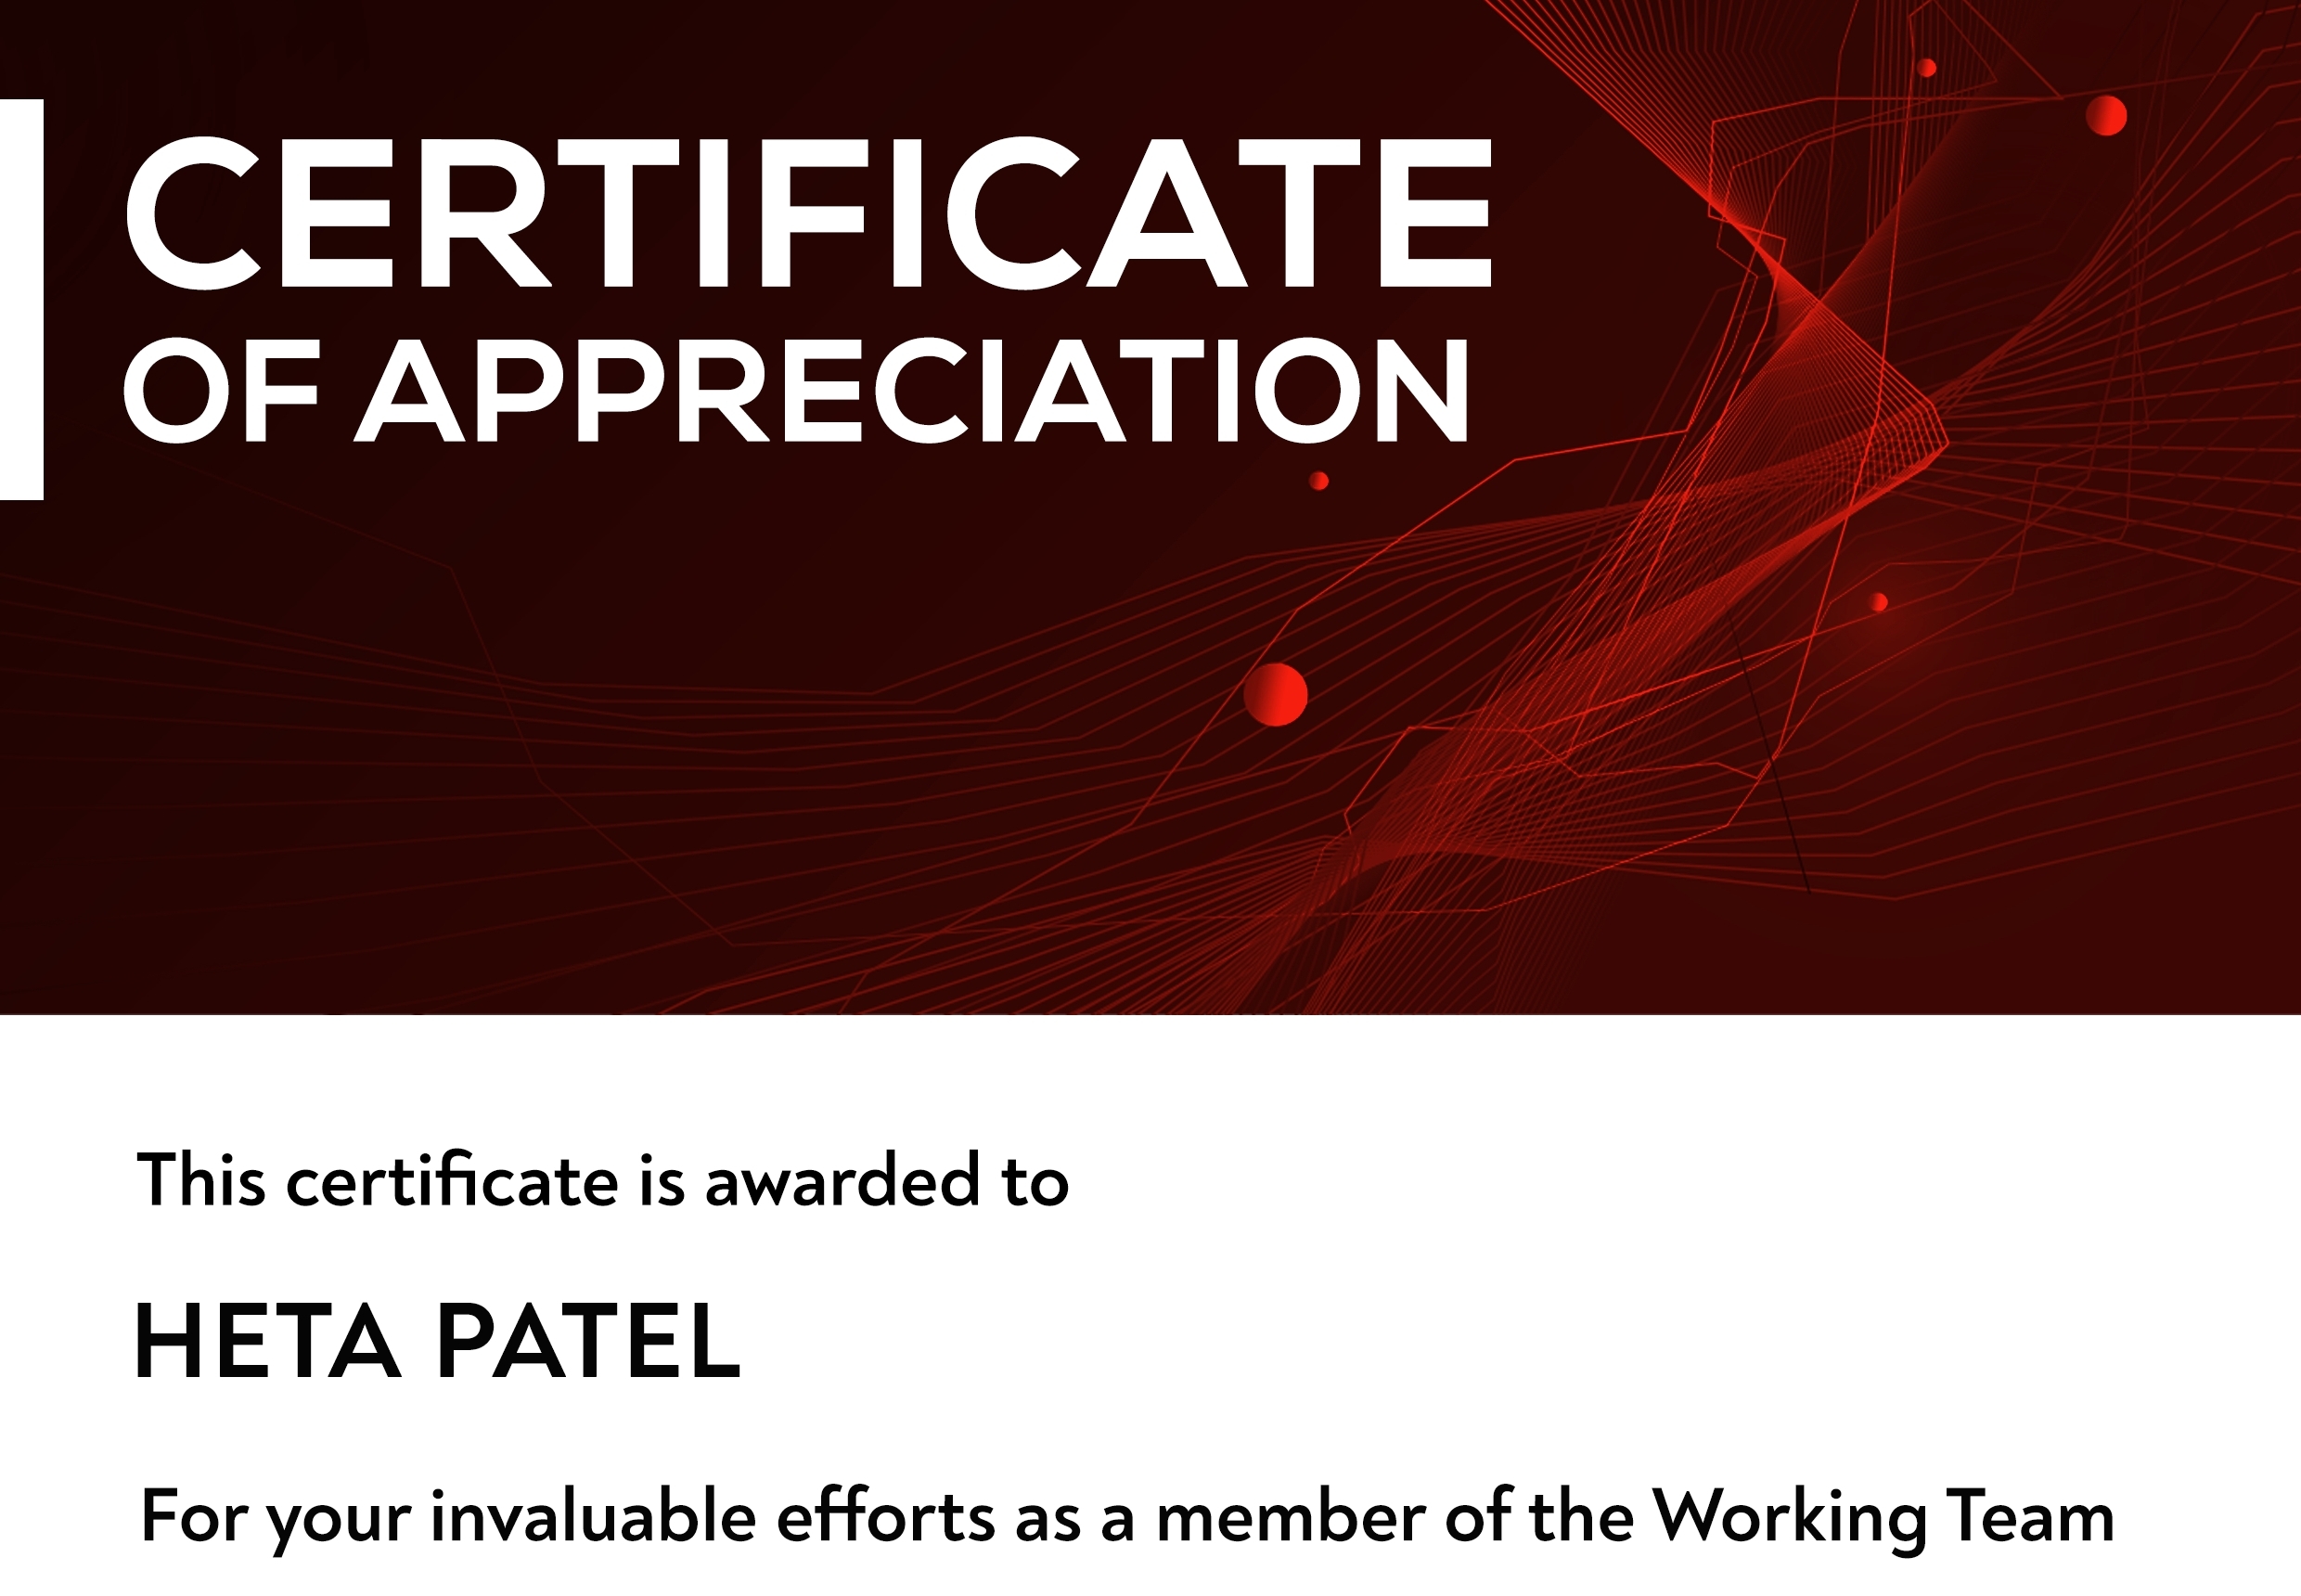 CERTIFICATE
OF APPRECIATION
This certificate is awarded to
HETA PATEL
For your invaluable efforts as a member of the Working Team